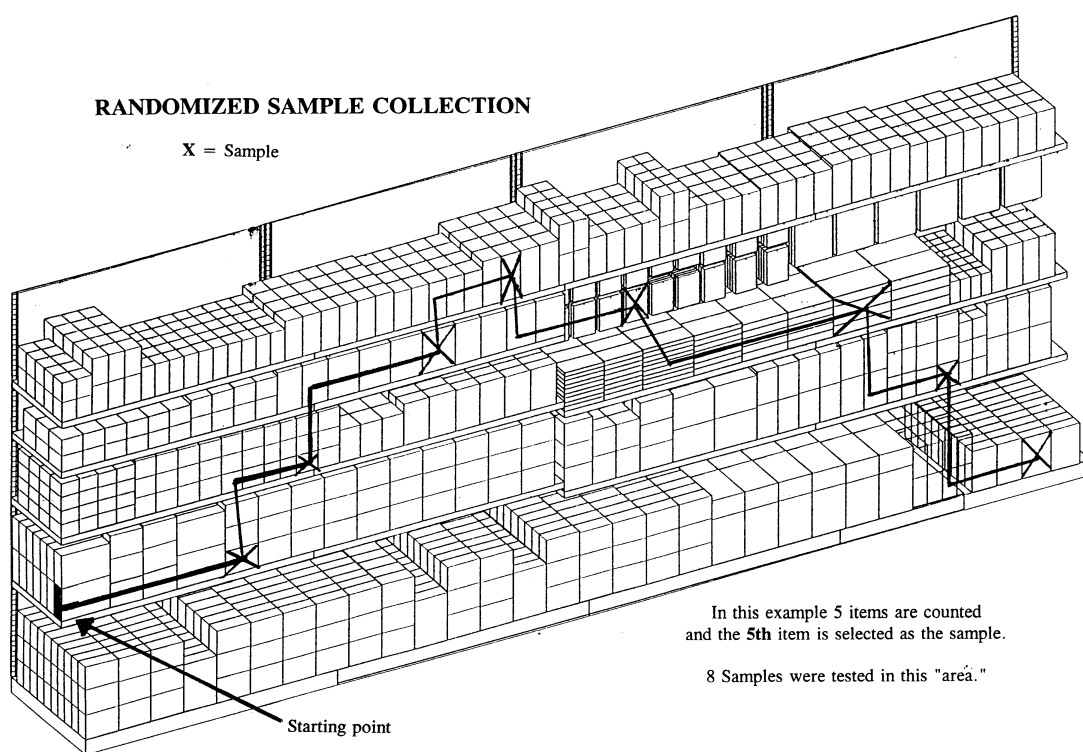 RANDOMIZED SAMPLE COLLECTION
X = Sample
In this example 5 items are counted
and the 5th item is selected as the sample.
8 Samples were tested in this "area."
Starting point